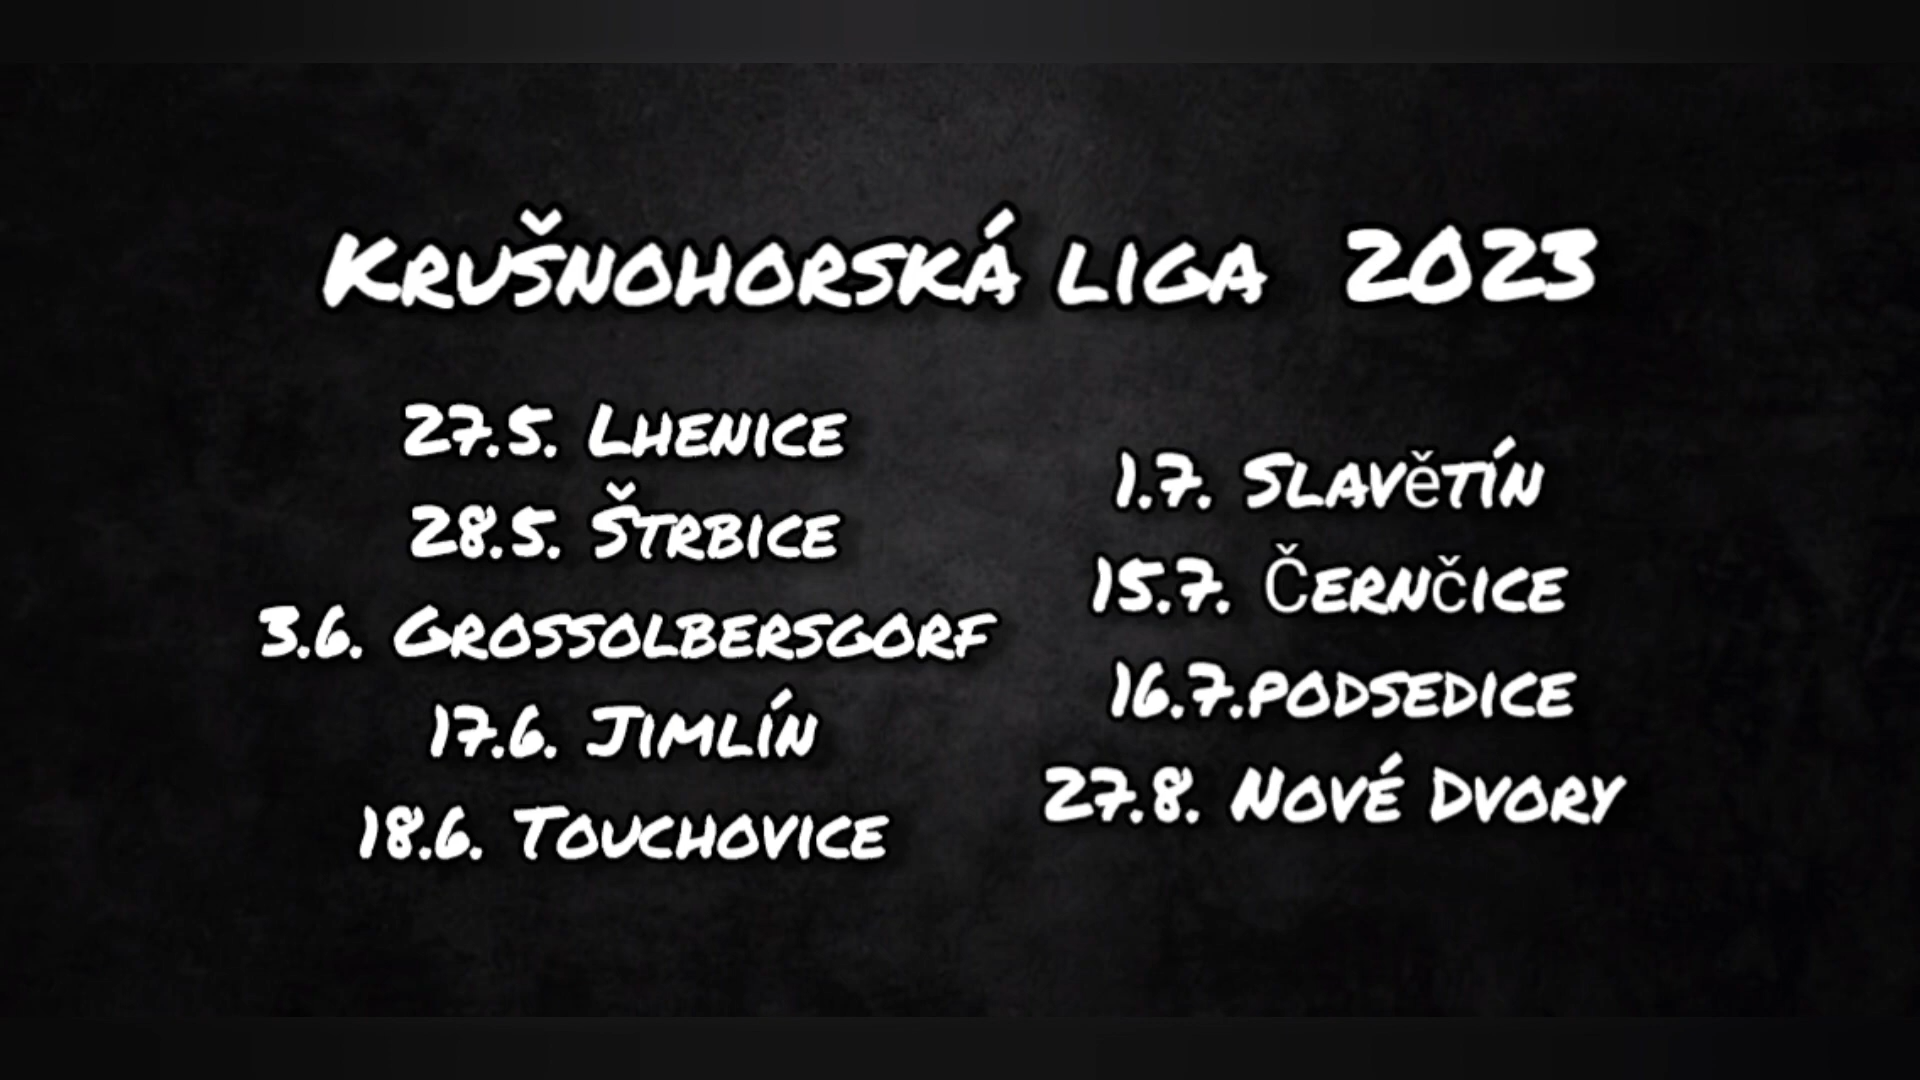 Krušnohorská liga 2023
27.5. Lhenice
28.5. Štrbice
3.6. Grossolbersgorf
17.6. Jimlín
18.6. Touchovice
1.7. Slavětín
15.7. Černčice
16.7.podsedice
27.8. Nové Dvory